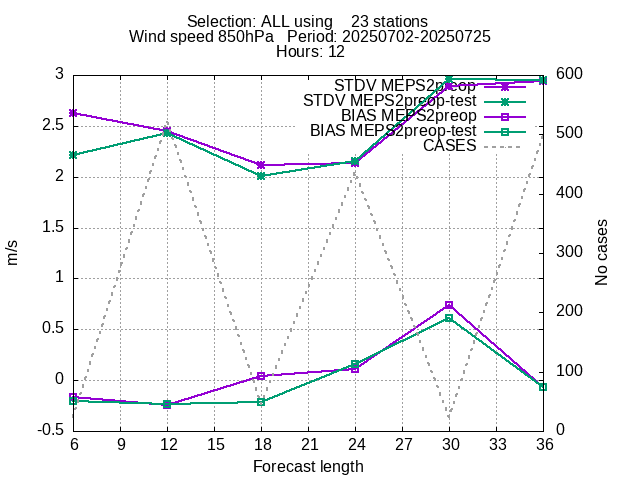 Selection: ALL using    23 stations
Wind speed 850hPa   Period: 20250702-20250725
Hours: 12
STDV MEPS2preop
STDV MEPS2preop-test
BIAS MEPS2preop
BIAS MEPS2preop-test
CASES
3
2.5
2
1.5
1
0.5
0
-0.5
m/s
600
500
400
300
200
100
0
No cases
6 9 12 15 18 21 24 27 30 33 36
Forecast length